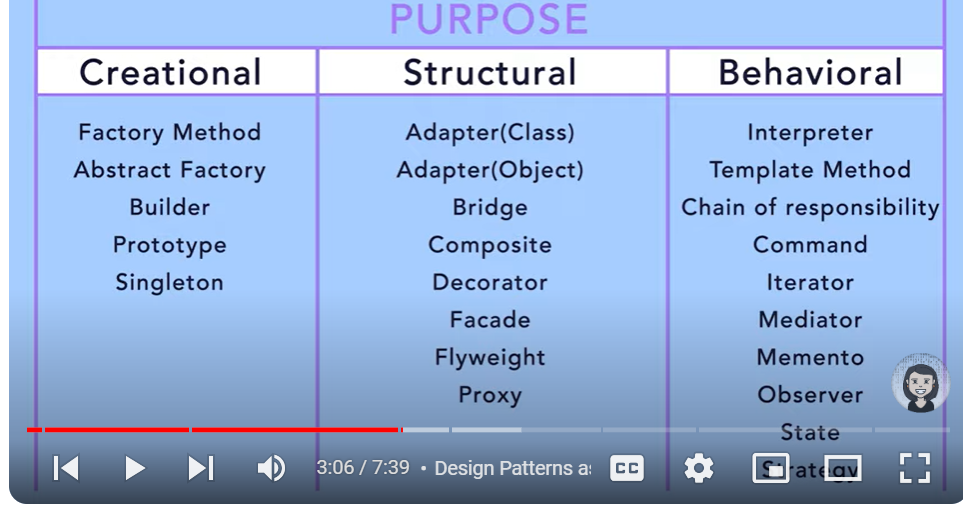 PURPOSE
Creational Structural Behavioral
Factory Method Adapter(Class) Interpreter
Abstract Factory Adapter(Object) Template Method
Builder Bridge Chain of responsibility
Prototype Composite Command
Singleton Decorator Iterator
Facade Mediator
Flyweight Memento
Proxy Observer
State
Strategy
3:06 / 7:39 • Design Patterns as CC